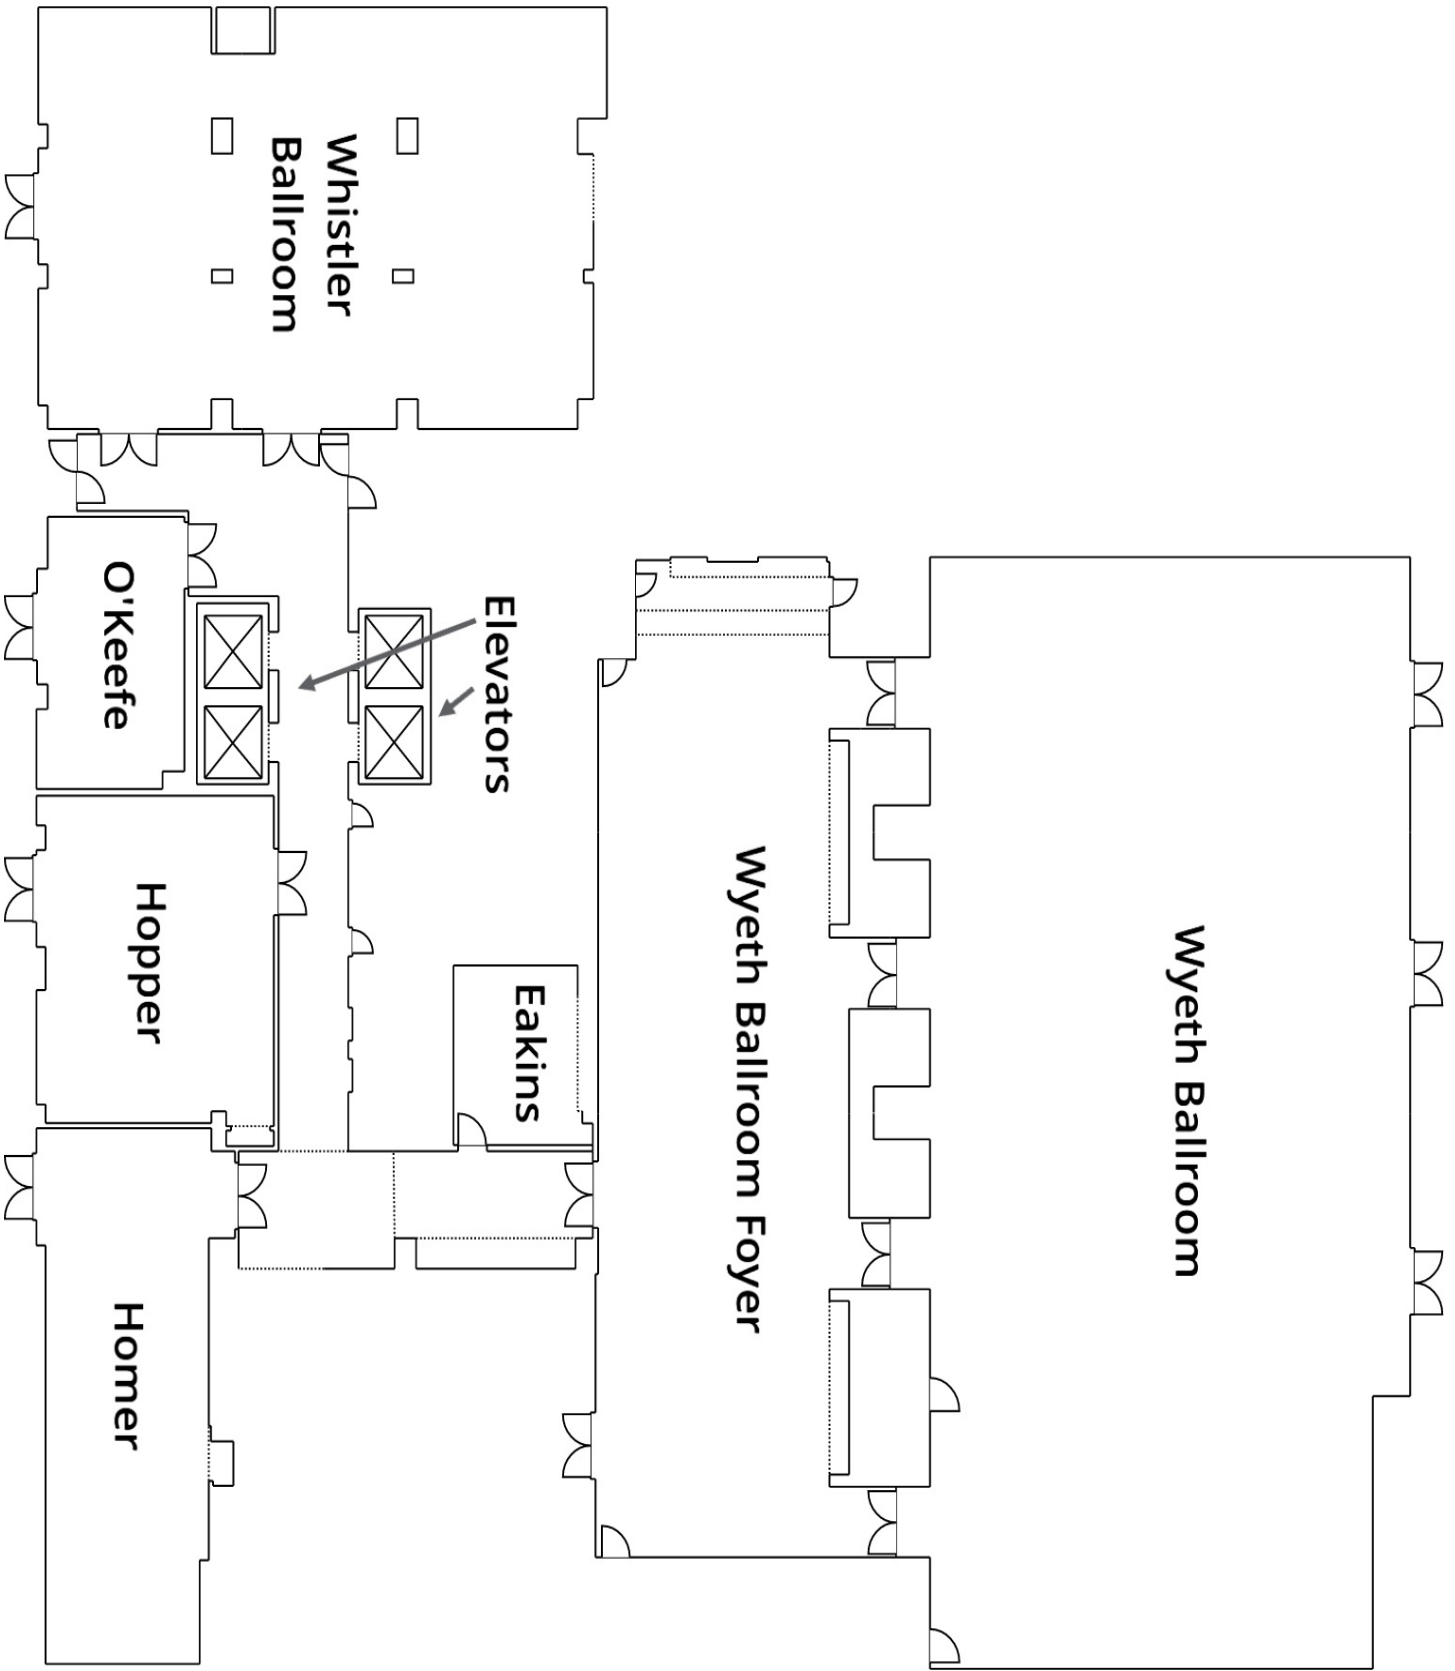 Whistler
Ballroom
O'Keefe
Elevators
Hopper
Eakins
Homer
Wyeth Ballroom Foyer
Wyeth Ballroom